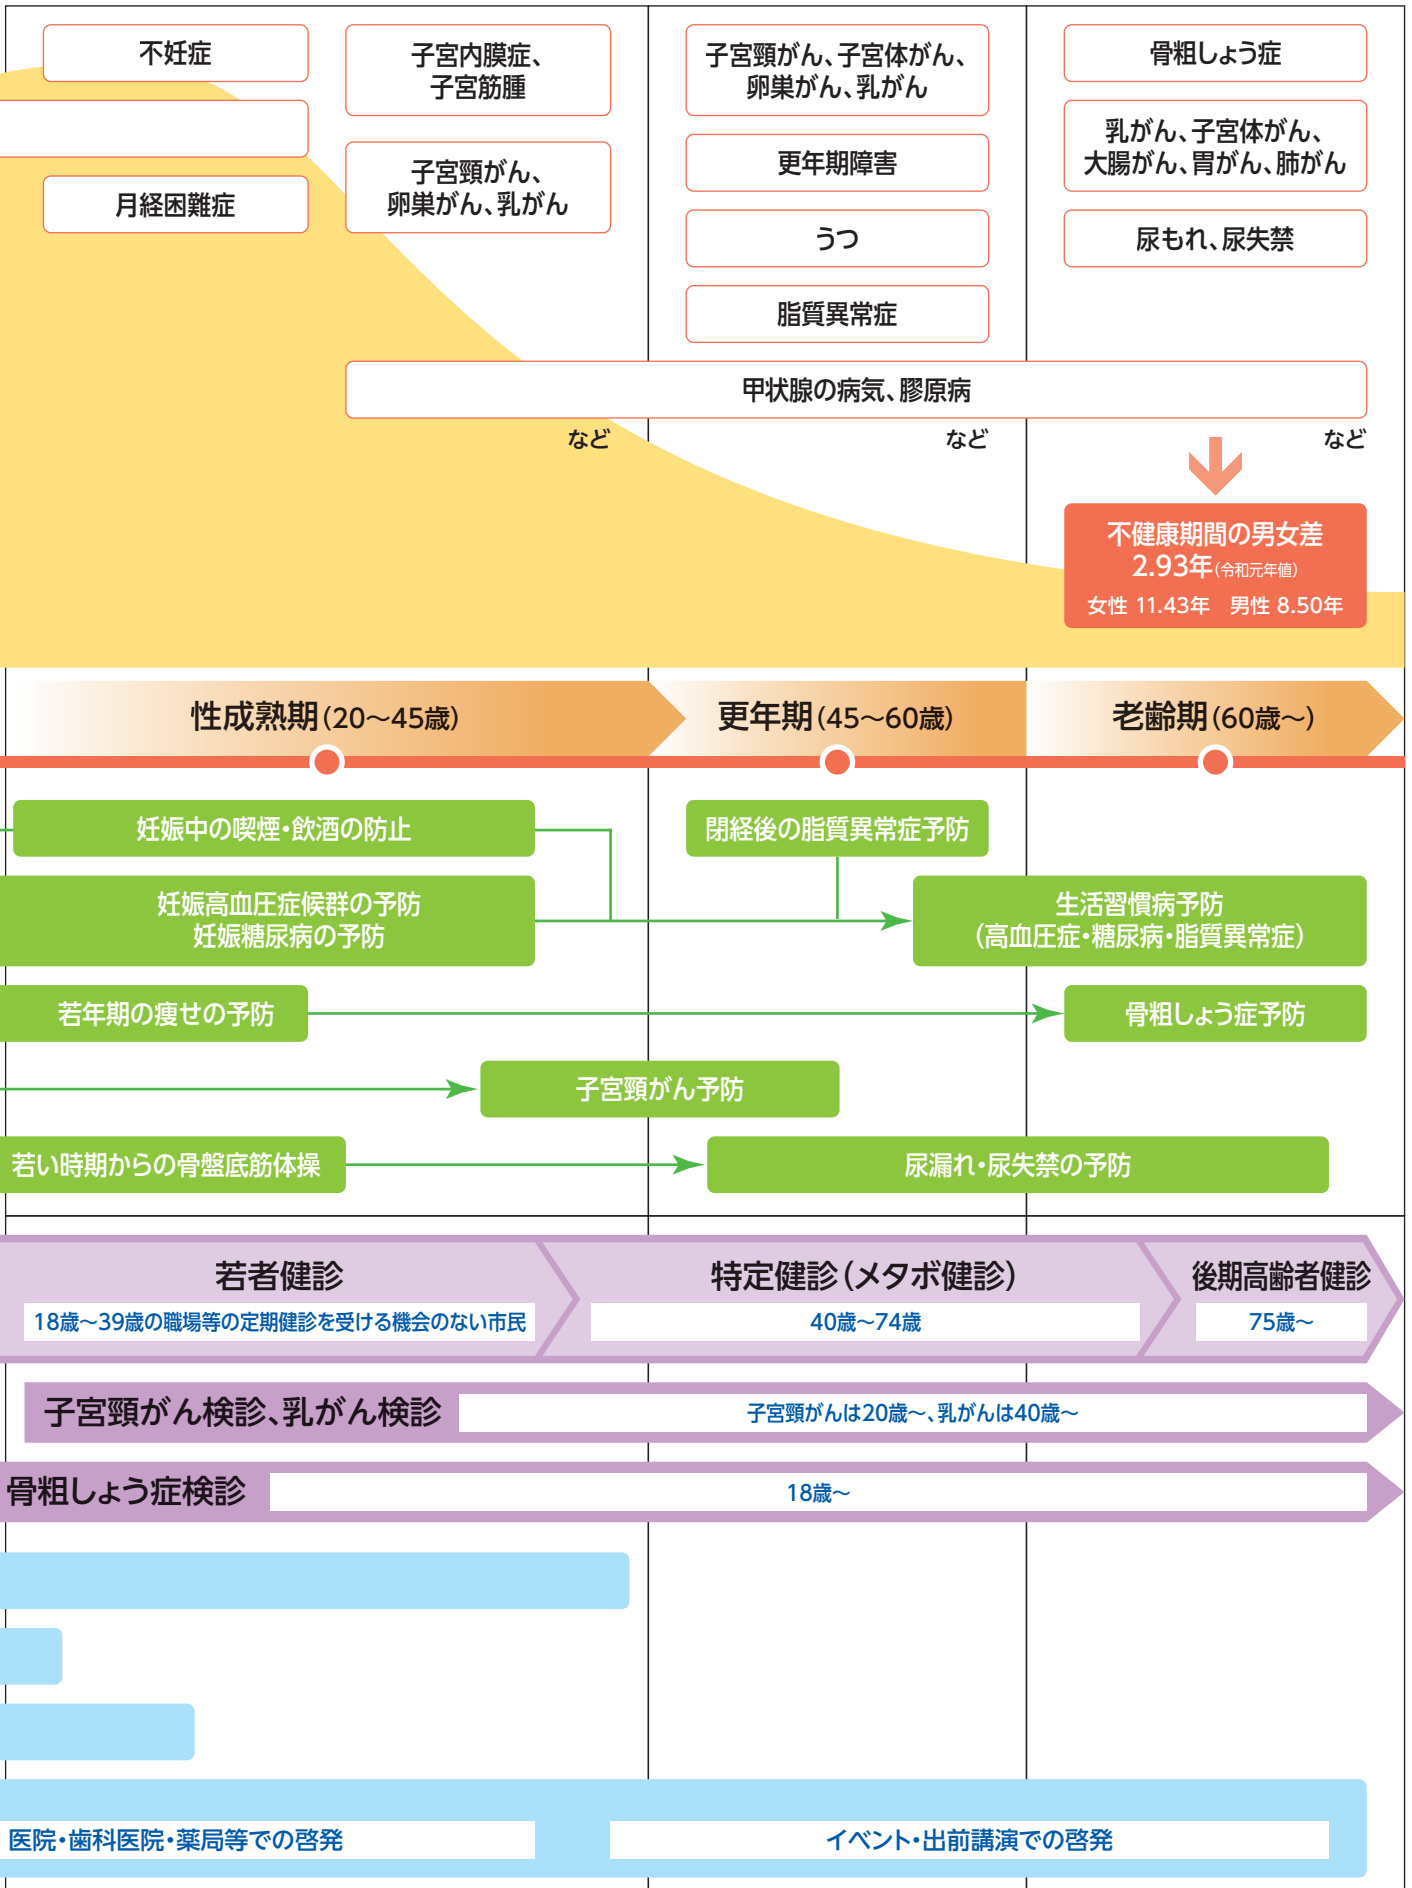 不妊症
月経困難症
子宮内膜症、
子宮筋腫
子宮頸がん、
卵巣がん、乳がん
子宮頸がん、子宮体がん、
卵巣がん、乳がん
更年期障害
うつ
脂質異常症
骨粗しょう症
乳がん、子宮体がん、
大腸がん、胃がん、肺がん
尿もれ、尿失禁
甲状腺の病気、膠原病
など
など
など
不健康期間の男女差
2.93年(令和元年値)
女性 11.43年 男性 8.50年
性成熟期(20〜45歳)
更年期(45〜60歳)
老齢期(60歳〜)
妊娠中の喫煙・飲酒の防止
閉経後の脂質異常症予防
妊娠高血圧症候群の予防
妊娠糖尿病の予防
生活習慣病予防
(高血圧症・糖尿病・脂質異常症)
若年期の痩せの予防
骨粗しょう症予防
子宮頸がん予防
若い時期からの骨盤底筋体操
尿漏れ・尿失禁の予防
若者健診
18歳〜39歳の職場等の定期健診を受ける機会のない市民
特定健診(メタボ健診)
40歳〜74歳
後期高齢者健診
75歳〜
子宮頸がん検診、乳がん検診
子宮頸がんは20歳〜、乳がんは40歳〜
骨粗しょう症検診
18歳〜
医院・歯科医院・薬局等での啓発
イベント・出前講演での啓発